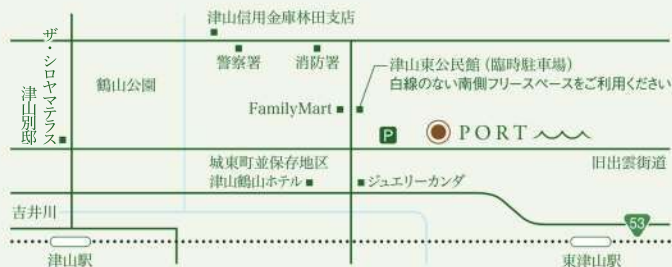 津山信用金庫林田支店
警察署
消防署
ザ・シロヤマテラス
津山別邸
鶴山公園
津山東公民館（臨時駐車場）
白線のない南側フリースペースをご利用ください
FamilyMart
P
PORT
城東町並保存地区
旧出雲街道
津山鶴山ホテル
ジュエリーカンダ
吉井川
53
津山駅
東津山駅